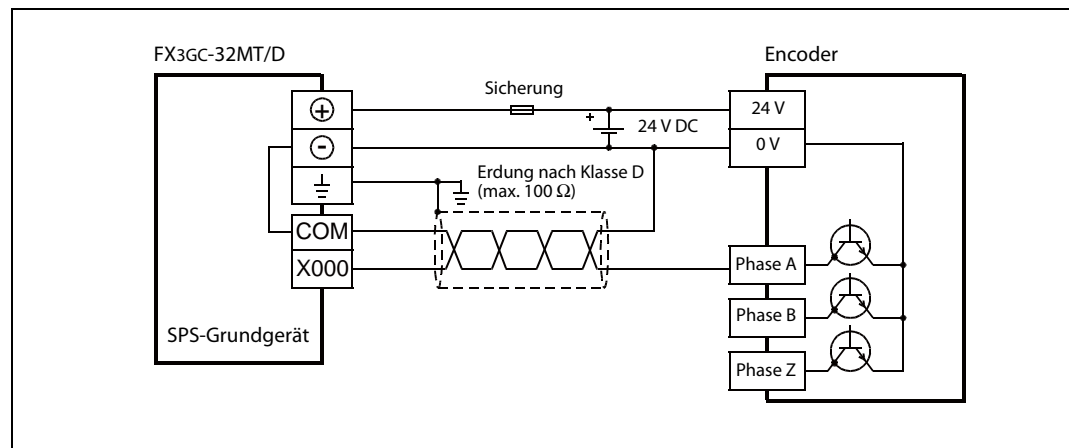 FX3GC-32MT/D
Encoder
Sicherung
24 V
+
24 V DC
0 V
Erdung nach Klasse D
(max. 100 Ω)
COM
X000
Phase A
Phase B
SPS-Grundgerät
Phase Z